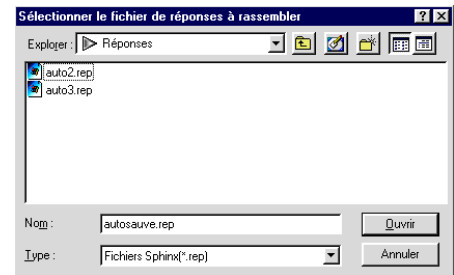 Sélectionner le fichier de réponses à rassembler
Explorer : Réponses
auto2.rep
auto3.rep
Nom : autosauve.rep Ouvrir
Type : Fichiers Sphinx(*.rep) Annuler